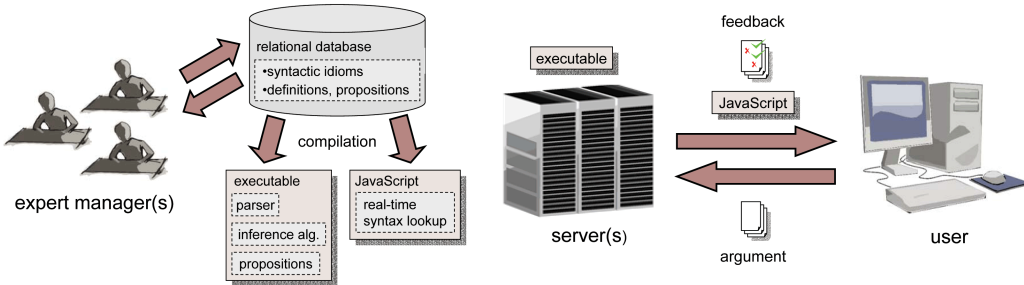 relational database
•syntactic idioms
•definitions, propositions
expert manager(s)
compilation
executable
parser
inference alg.
propositions
JavaScript
real-time
syntax lookup
executable
server(s)
feedback
JavaScript
argument
user